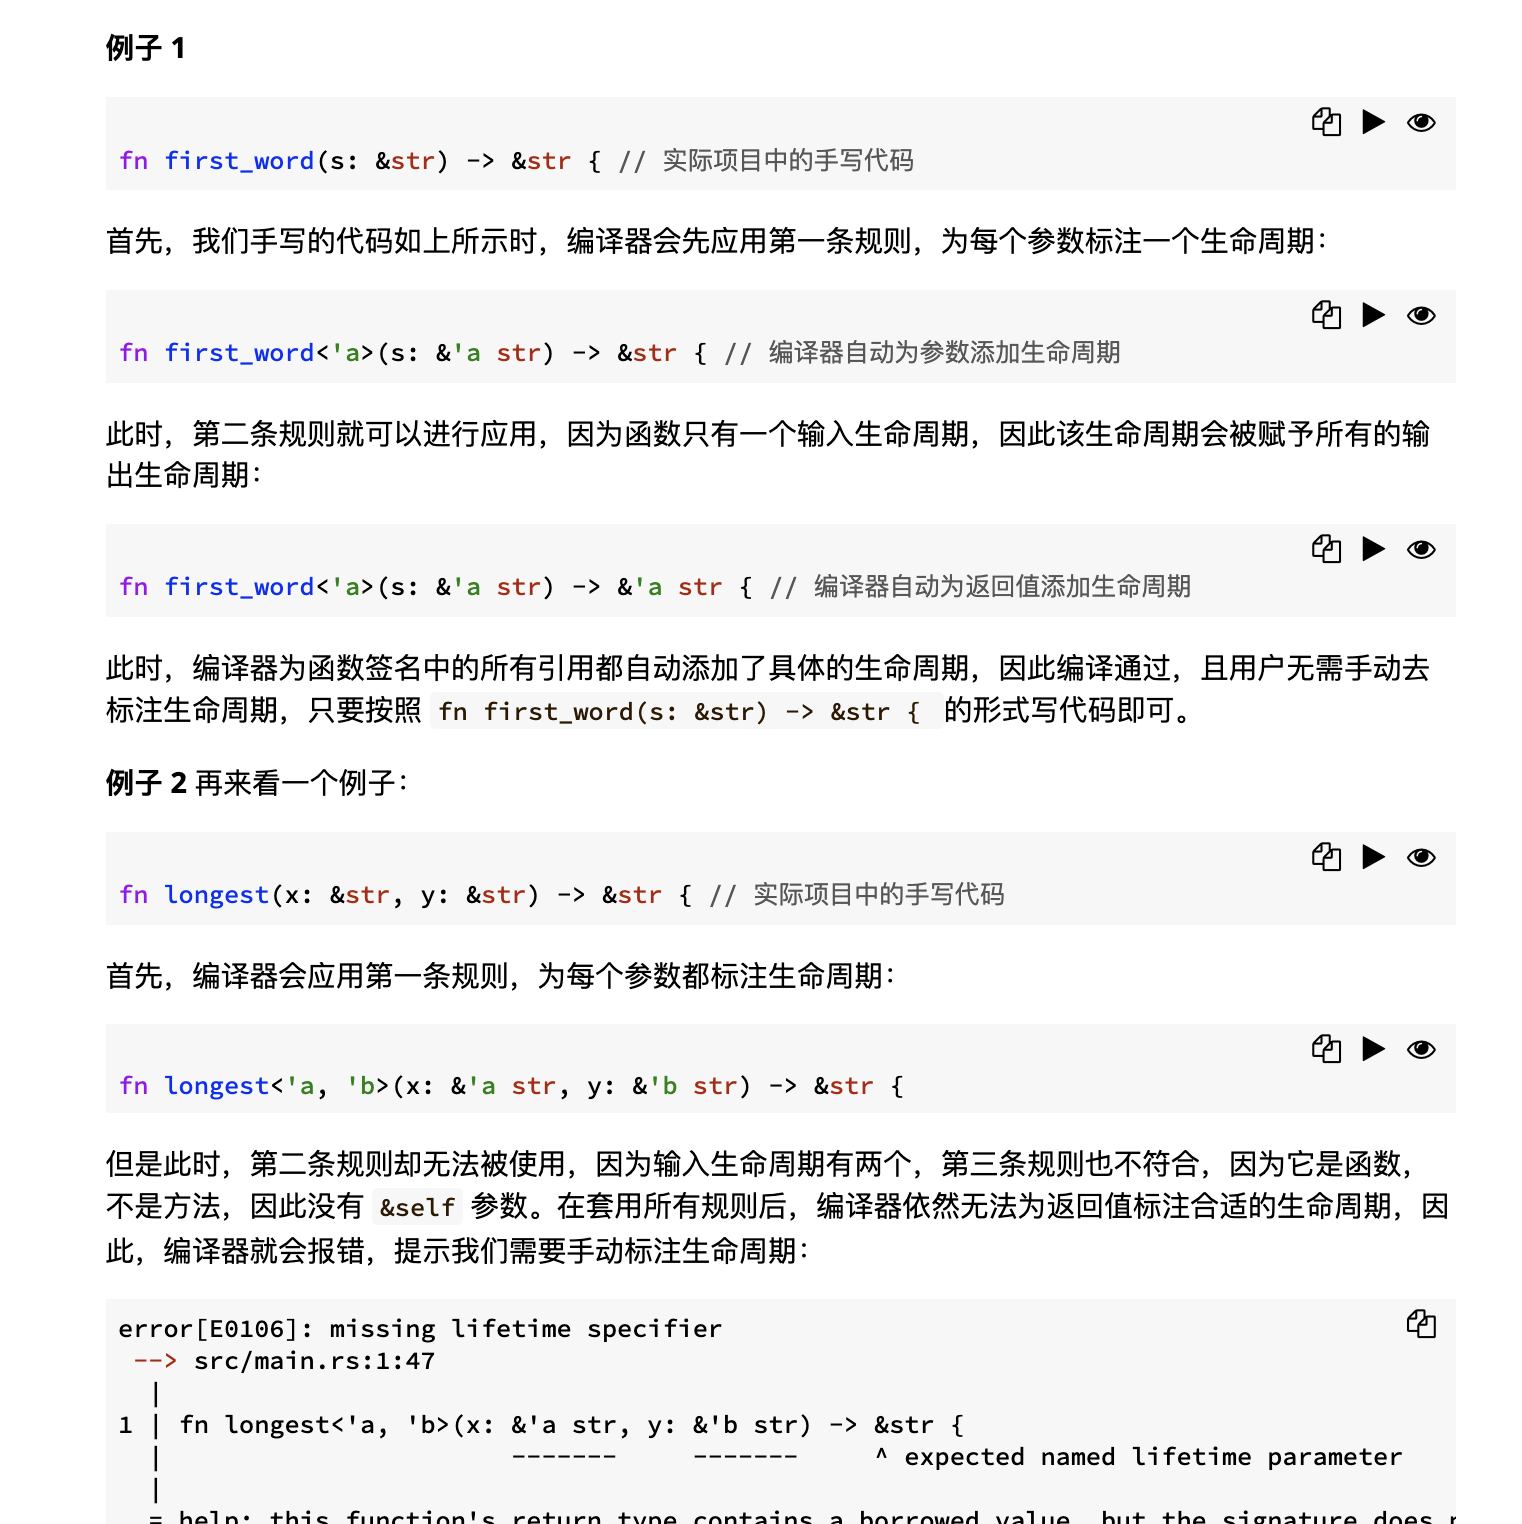 例子 1
fn first_word(s: &str) -> &str { // 实际项目中的手写代码
首先，我们手写的代码如上所示时，编译器会先应用第一条规则，为每个参数标注一个生命周期：
fn first_word<'a>(s: &'a str) -> &str { // 编译器自动为参数添加生命周期
此时，第二条规则就可以进行应用，因为函数只有一个输入生命周期，因此该生命周期会被赋予所有的输
出生命周期：
fn first_word<'a>(s: &'a str) -> &'a str { // 编译器自动为返回值添加生命周期
此时，编译器为函数签名中的所有引用都自动添加了具体的生命周期，因此编译通过，且用户无需手动去
标注生命周期，只要按照 fn first_word(s: &str) -> &str { 的形式写代码即可。
例子 2 再来看一个例子：
fn longest(x: &str, y: &str) -> &str { // 实际项目中的手写代码
首先，编译器会应用第一条规则，为每个参数都标注生命周期：
fn longest<'a, 'b>(x: &'a str, y: &'b str) -> &str {
但是此时，第二条规则却无法被使用，因为输入生命周期有两个，第三条规则也不符合，因为它是函数，
不是方法，因此没有 &self 参数。在套用所有规则后，编译器依然无法为返回值标注合适的生命周期，因
此，编译器就会报错，提示我们需要手动标注生命周期：
error[E0106]: missing lifetime specifier
 --> src/main.rs:1:47
  |
1 | fn longest<'a, 'b>(x: &'a str, y: &'b str) -> &str {
  |                       -------     -------     ^ expected named lifetime parameter
  |
  = help: this function's return type contains a borrowed value, but the signature does